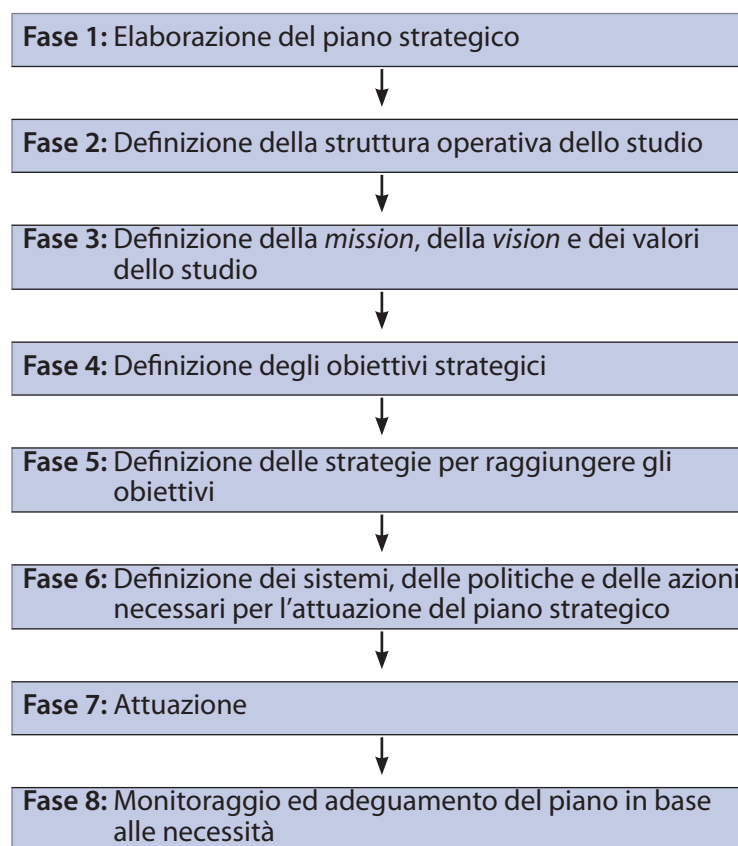 Fase 1: Elaborazione del piano strategico
Fase 2: Definizione della struttura operativa dello studio
Fase 3: Definizione della mission, della vision e dei valori
dello studio
Fase 4: Definizione degli obiettivi strategici
Fase 5: Definizione delle strategie per raggiungere gli
obiettivi
Fase 6: Definizione dei sistemi, delle politiche e delle azioni
necessari per l'attuazione del piano strategico
Fase 7: Attuazione
Fase 8: Monitoraggio ed adeguamento del piano in base
alle necessità